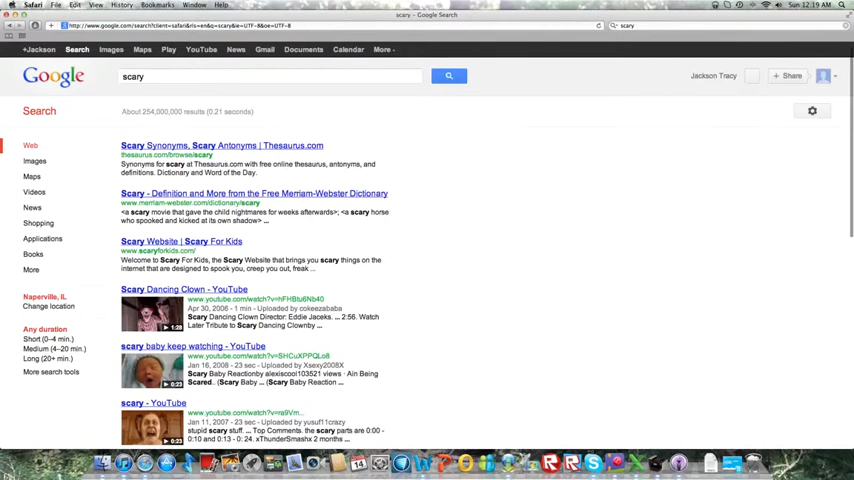 Safari File Edit View History Bookmarks Window Help
Sun 12:19 AM
scary - Google Search
http://www.google.com/search?client=safari&rls=en&q=scary&ie=UTF-8&oe=UTF-8
scary
+Jackson Search Images Maps Play YouTube News Gmail Documents Calendar More
Google
scary
Jackson Tracy
+ Share
Search
About 254,000,000 results (0.21 seconds)
Web
Images
Maps
Videos
News
Shopping
Applications
Books
More
Naperville, IL
Change location
Any duration
Short (0–4 min.)
Medium (4–20 min.)
Long (20+ min.)
More search tools
Scary Synonyms, Scary Antonyms | Thesaurus.com
thesaurus.com/browse/scary
Synonyms for scary at Thesaurus.com with free online thesaurus, antonyms, and
definitions. Dictionary and Word of the Day.
Scary - Definition and More from the Free Merriam-Webster Dictionary
www.merriam-webster.com/dictionary/scary
<a scary movie that gave the child nightmares for weeks afterwards>; <a scary horse
who spooked and kicked at its own shadow> ...
Scary Website | Scary For Kids
www.scaryforkids.com/
Welcome to Scary For Kids, the Scary Website that brings you scary things on the
internet that are designed to spook you, creep you out, freak ...
Scary Dancing Clown - YouTube
www.youtube.com/watch?v=hFHBtu6Nb40
Apr 30, 2006 - 1 min - Uploaded by cokeezababa
Scary Dancing Clown Director: Eddie Jaceks. ... 2:56. Watch
Later Tribute to Scary Dancing Clownby ...
1:28
scary baby keep watching - YouTube
www.youtube.com/watch?v=SHCuXPPQLo8
Jan 16, 2008 - 23 sec - Uploaded by Xsexy2008X
Scary Baby Reactionby alexiscool103521 views · Ain Being
Scared.. (Scary Baby ... (Scary Baby Reaction ...
0:23
scary - YouTube
www.youtube.com/watch?v=ra9Vm...
Jan 11, 2007 - 23 sec - Uploaded by yusuf11crazy
stupid scary stuff. ... Top Comments. the scary parts are 0:00 -
0:10 and 0:13 - 0: 24. xThunderSmashx 2 months ...
0:23